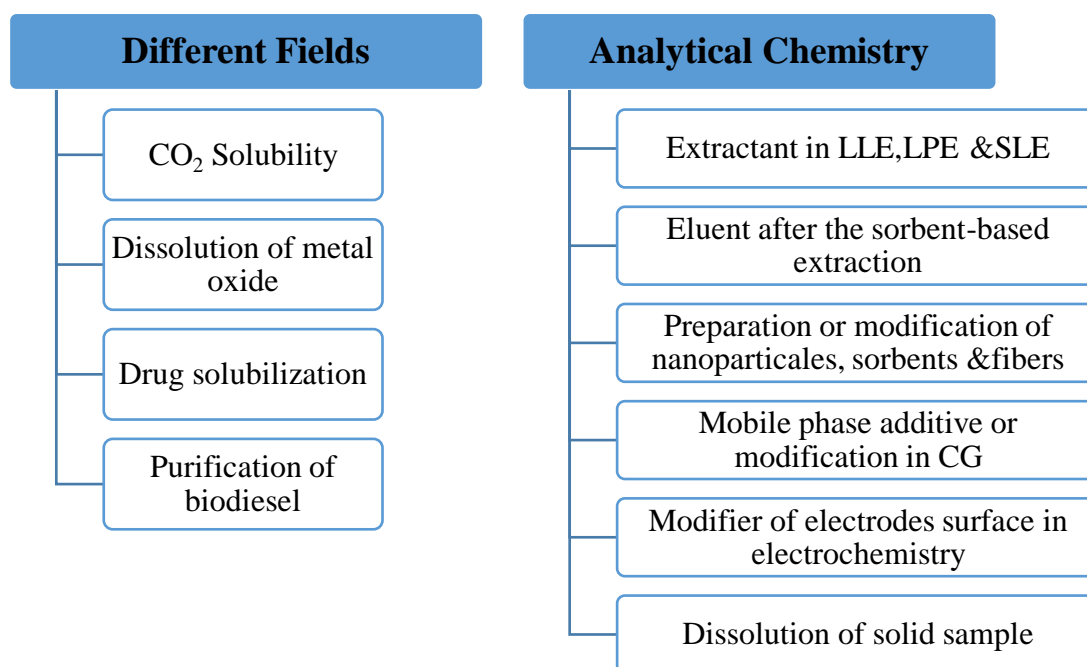 Different Fields
CO₂ Solubility
Dissolution of metal
oxide
Drug solubilization
Purification of
biodiesel
Analytical Chemistry
Extractant in LLE,LPE &SLE
Eluent after the sorbent-based
extraction
Preparation or modification of
nanoparticales, sorbents &fibers
Mobile phase additive or
modification in CG
Modifier of electrodes surface in
electrochemistry
Dissolution of solid sample